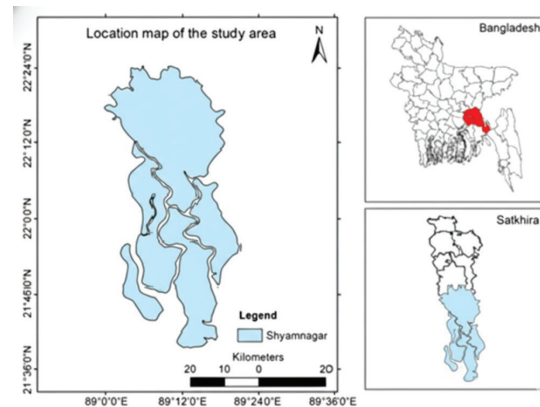 Location map of the study area
N
Bangladesh
22°24'0"N
22°12'0"N
22°0'0"N
21°46'0"N
21°36'0"N
Satkhira
Legend
Shyamnagar
Kilometers
20 10 0 20
89°0'0"E 89°12'0"E 89°24'0"E 89°36'0"E